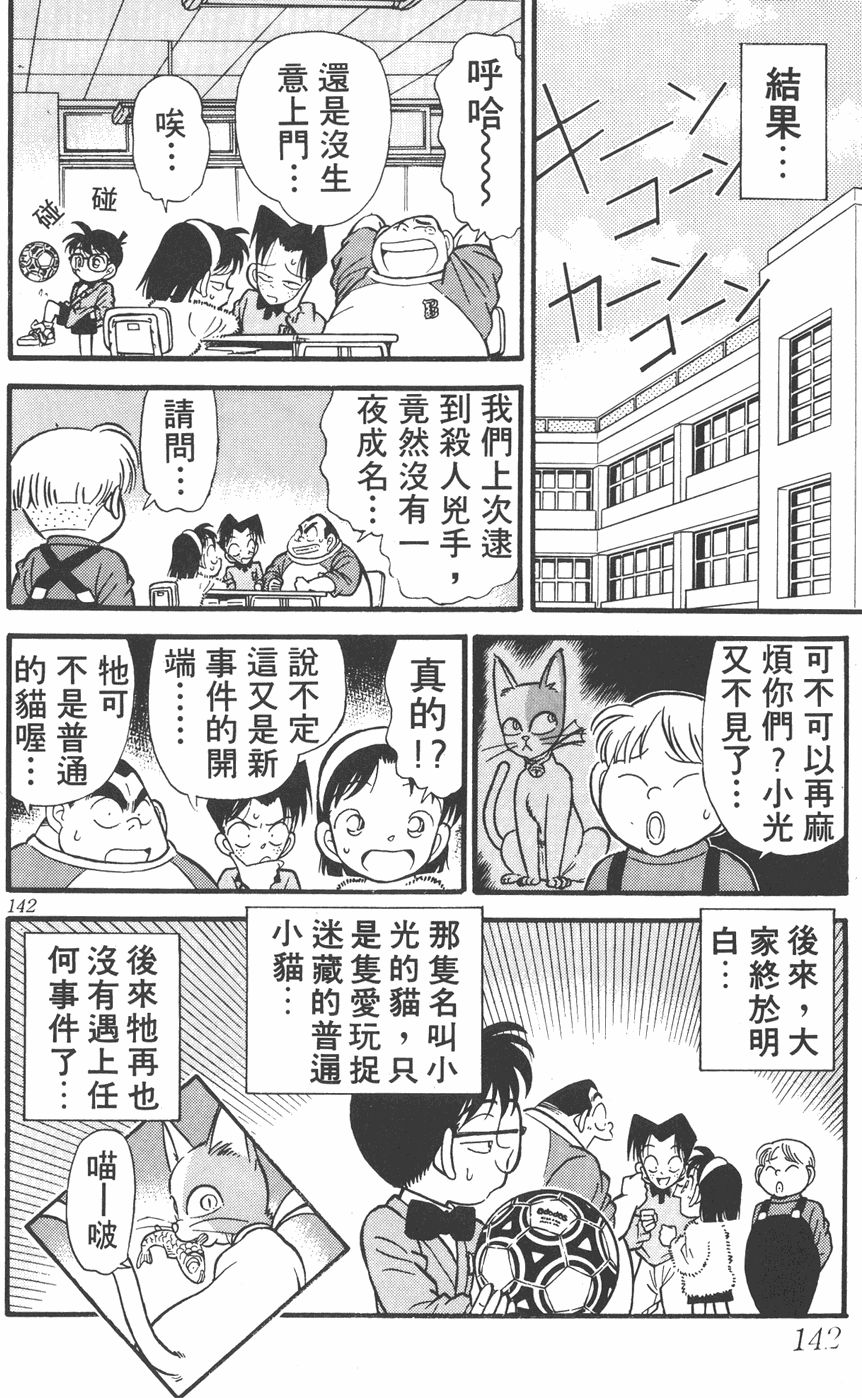 結果…
キーン
コーン
カーン
コーン
呼哈～～～
還是沒生
意上門…
唉…
碰
碰
我們上次逮
到殺人兇手，
竟然沒有一
夜成名…
請問…
可不可以再麻
煩你們？小光
又不見了…
真的！？
說不定
這又是新
事件的開
端……
牠可
不是普通
的貓喔…
142
後來，大
家終於明
白…
那隻名叫小
光的貓，只
是隻愛玩捉
迷藏的普通
小貓…
後來牠再也
沒有遇上任
何事件了…
喵ー啵
142